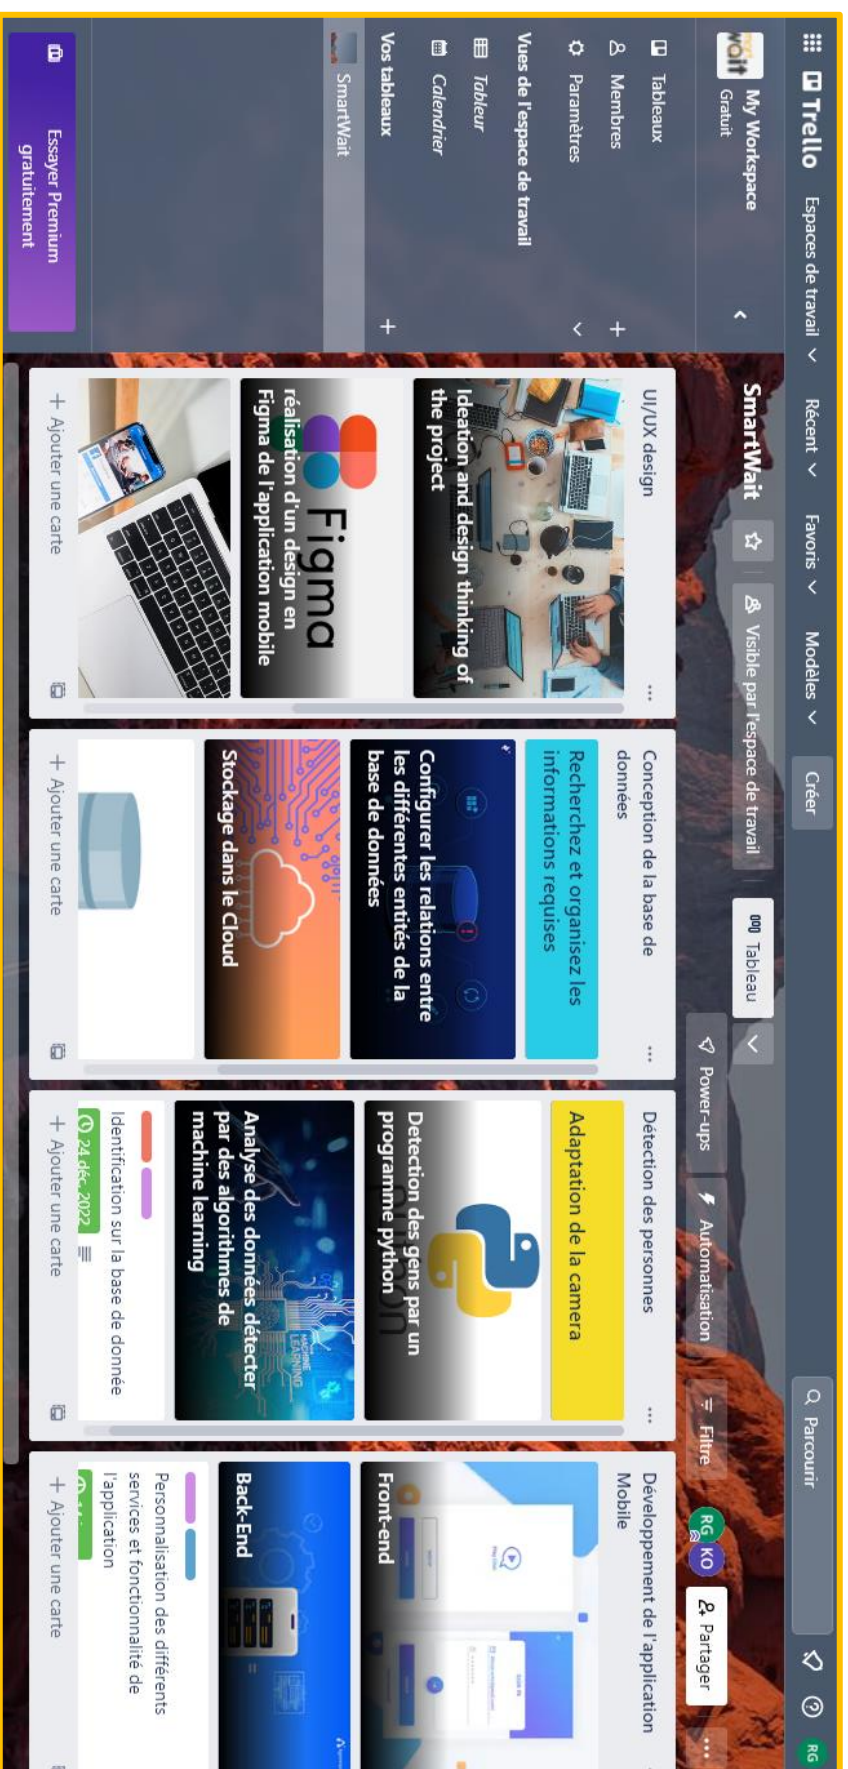 Trello
Espaces de travail
Récent
Favoris
Modèles
Créer
Parcourir
RG
wait
My Workspace
Gratuit
Tableaux
Membres
Paramètres
Vues de l'espace de travail
Tableur
Calendrier
Vos tableaux
SmartWait
Essayer Premium
gratuitement
SmartWait
Visible par l'espace de travail
Tableau
Power-ups
Automatisation
Filtre
RG
KO
Partager
UI/UX design
Ideation and design thinking of
the project
Figma
réalisation d'un design en
Figma de l'application mobile
+ Ajouter une carte
Conception de la base de
données
Recherchez et organisez les
informations requises
Configurer les relations entre
les différentes entités de la
base de données
Stockage dans le Cloud
+ Ajouter une carte
Détection des personnes
Adaptation de la camera
python
Detection des gens par un
programme python
MACHINE
LEARNING
Analyse des données détecter
par des algorithmes de
machine learning
Identification sur la base de donnée
24 déc. 2022
+ Ajouter une carte
Développement de l'application
Mobile
Front-end
Back-End
Personnalisation des différents
services et fonctionnalité de
l'application
+ Ajouter une carte